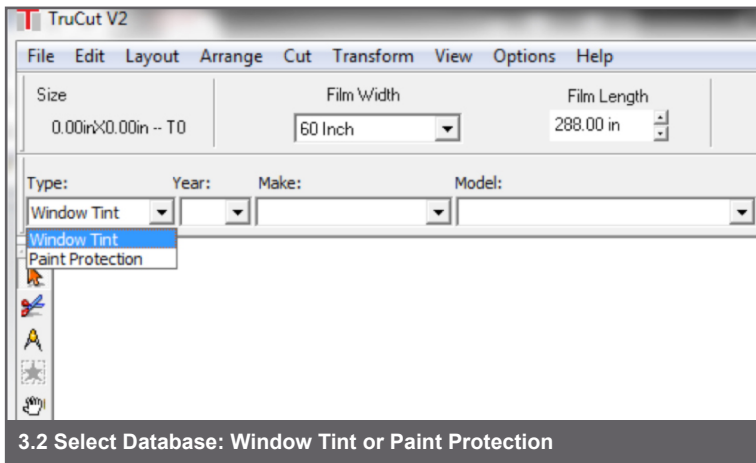 TruCut V2
File Edit Layout Arrange Cut Transform View Options Help
Size Film Width Film Length
0.00inX0.00in -- T0 60 Inch 288.00 in
Type: Year: Make: Model:
Window Tint
Window Tint
Paint Protection
3.2 Select Database: Window Tint or Paint Protection